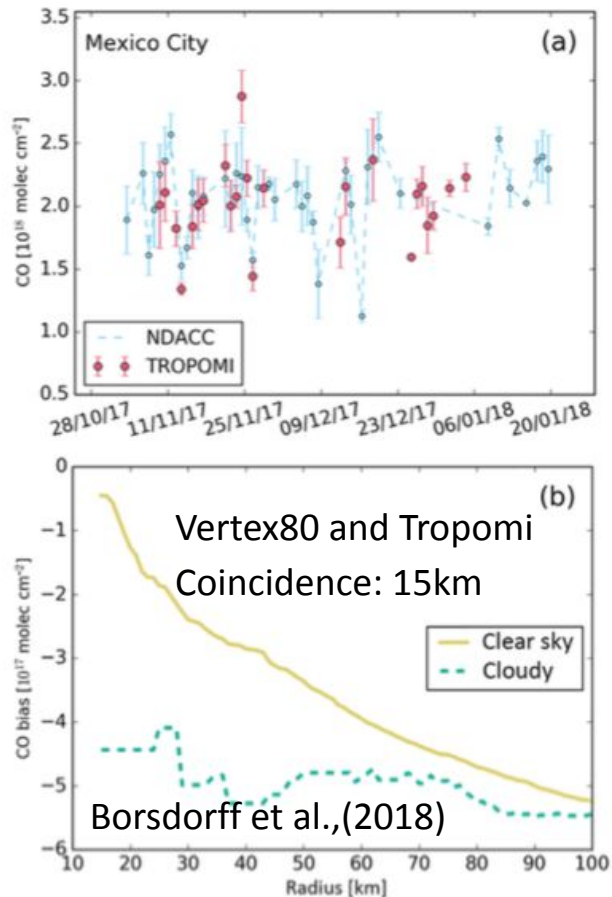 Mexico City
(a)
3.5
3.0
2.5
2.0
1.5
1.0
0.5
CO [10¹⁸ molec cm⁻²]
NDACC
TROPOMI
28/10/17
11/11/17
25/11/17
09/12/17
23/12/17
06/01/18
20/01/18
(b)
0
−1
−2
−3
−4
−5
−6
CO bias [10¹⁷ molec cm⁻²]
Vertex80 and Tropomi
Coincidence: 15km
Clear sky
Cloudy
Borsdorff et al.,(2018)
10
20
30
40
50
60
70
80
90
100
Radius [km]